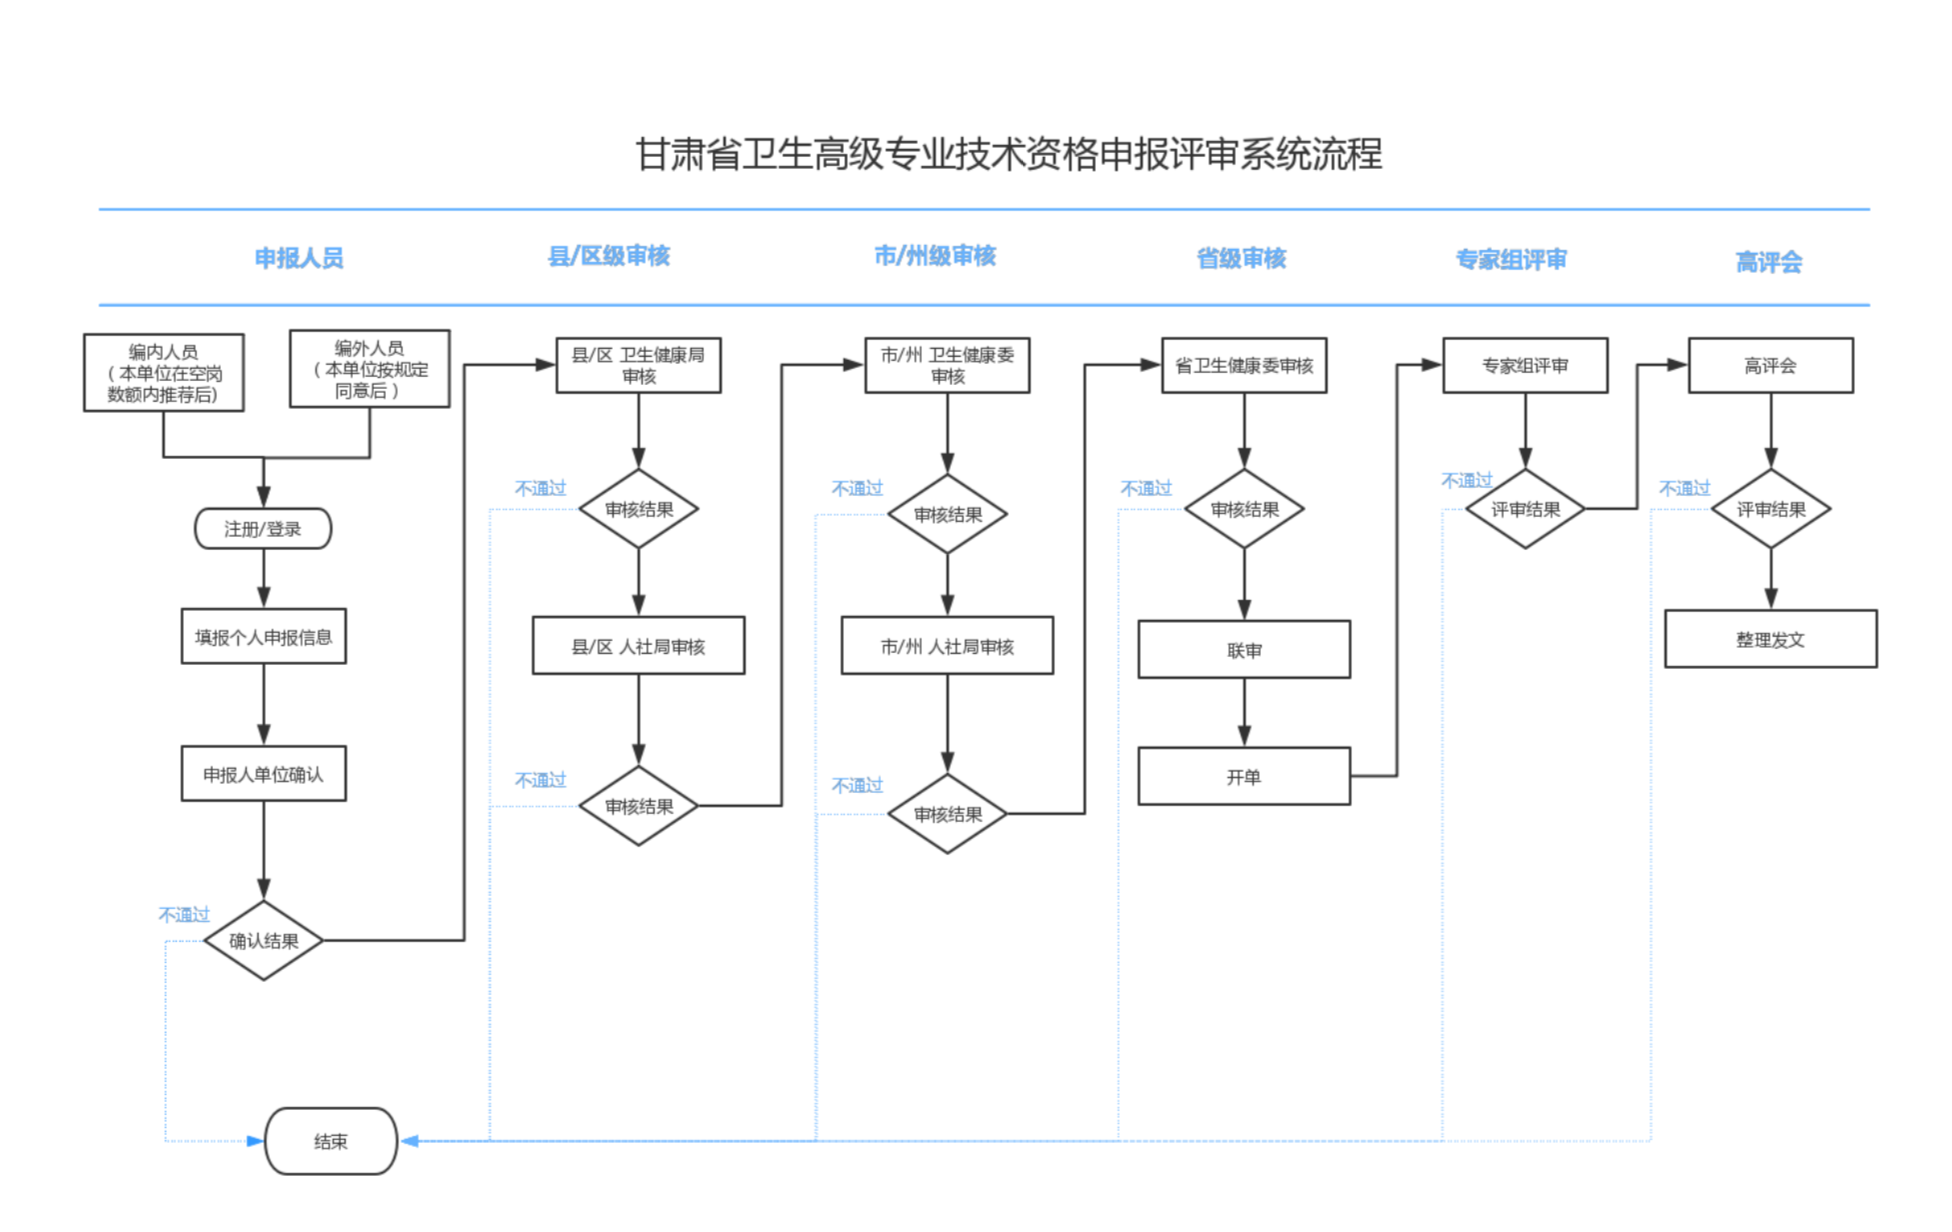 甘肃省卫生高级专业技术资格申报评审系统流程
申报人员
县/区级审核
市/州级审核
省级审核
专家组评审
高评会
编内人员
（本单位在空岗
数额内推荐后)
编外人员
（本单位按规定
同意后）
注册/登录
填报个人申报信息
申报人单位确认
不通过
确认结果
结束
县/区 卫生健康局
审核
不通过
审核结果
县/区 人社局审核
不通过
审核结果
市/州 卫生健康委
审核
不通过
审核结果
市/州 人社局审核
不通过
审核结果
省卫生健康委审核
不通过
审核结果
联审
开单
专家组评审
不通过
评审结果
高评会
不通过
评审结果
整理发文